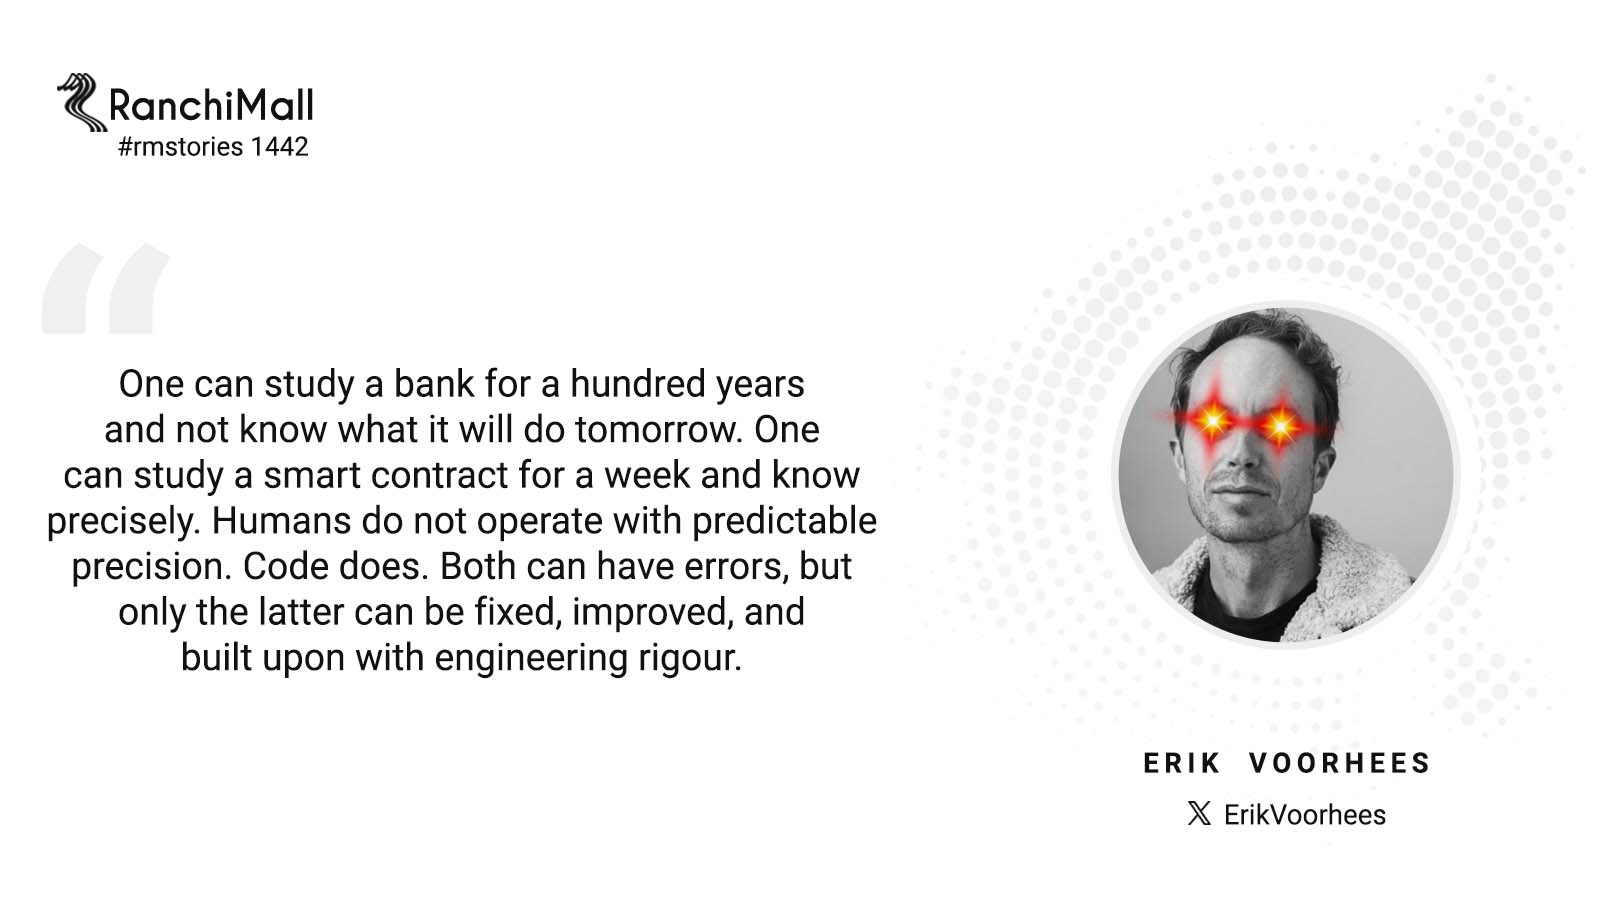 RanchiMall
#rmstories 1442
“
One can study a bank for a hundred years
and not know what it will do tomorrow. One
can study a smart contract for a week and know
precisely. Humans do not operate with predictable
precision. Code does. Both can have errors, but
only the latter can be fixed, improved, and
built upon with engineering rigour.
ERIK VOORHEES
𝕏 ErikVoorhees